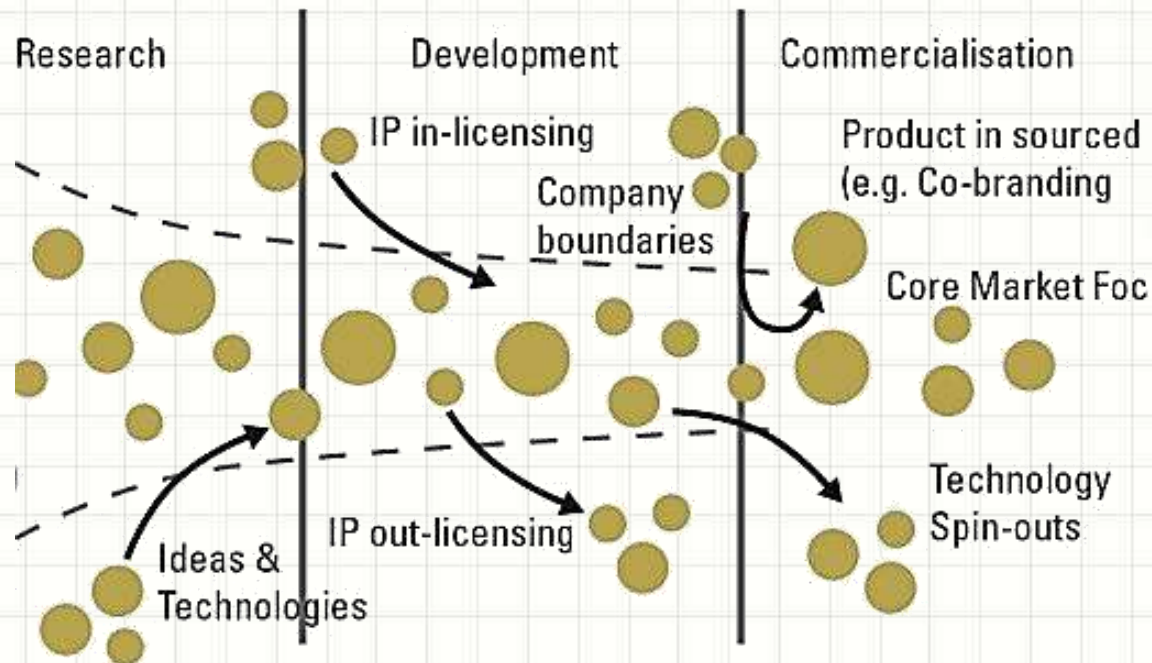 Research
Development
Commercialisation
IP in-licensing
Product in sourced
(e.g. Co-branding
Company
boundaries
Core Market Foc
Technology
Spin-outs
IP out-licensing
Ideas &
Technologies